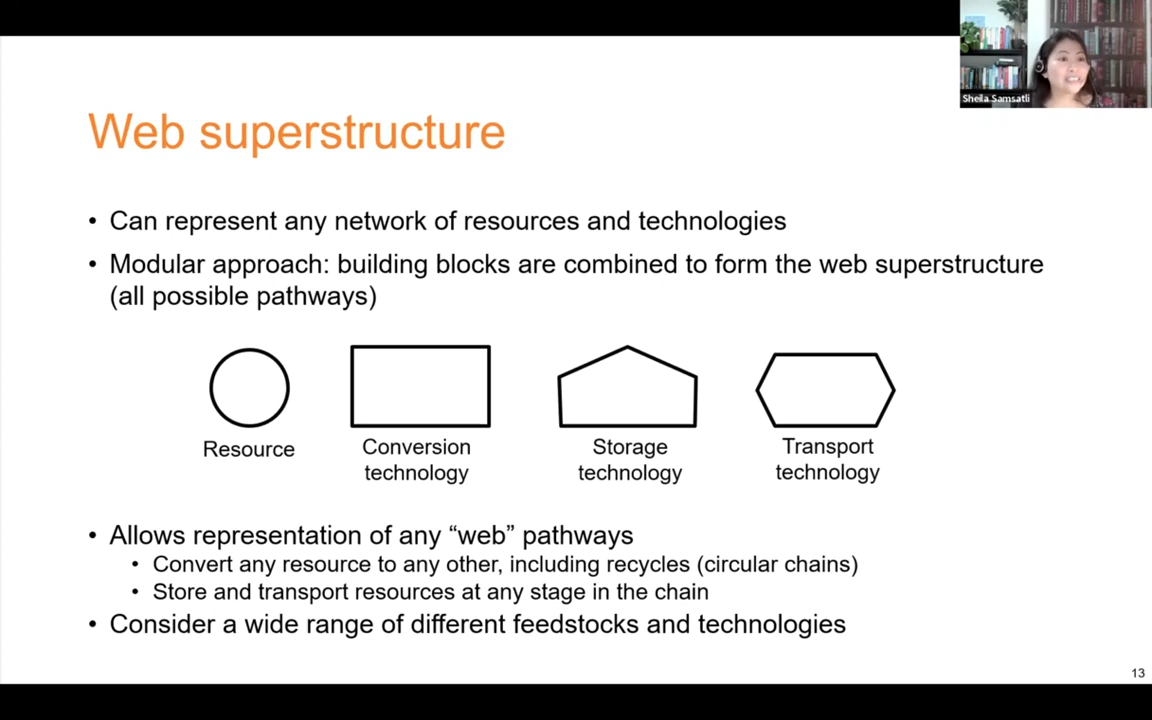 Sheila Samsatli
Web superstructure
• Can represent any network of resources and technologies
• Modular approach: building blocks are combined to form the web superstructure
(all possible pathways)
Resource
Conversion
technology
Storage
technology
Transport
technology
• Allows representation of any “web” pathways
• Convert any resource to any other, including recycles (circular chains)
• Store and transport resources at any stage in the chain
• Consider a wide range of different feedstocks and technologies
13